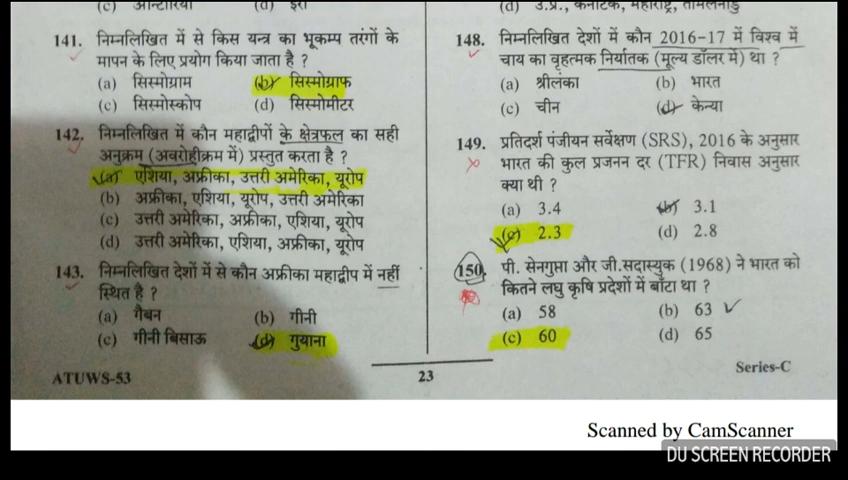 (c) ऑन्टारिया (d) इरी
141. निम्नलिखित में से किस यन्त्र का भूकम्प तरंगों के
मापन के लिए प्रयोग किया जाता है ?
(a) सिस्मोग्राम (b) सिस्मोग्राफ
(c) सिस्मोस्कोप (d) सिस्मोमीटर
142. निम्नलिखित में कौन महाद्वीपों के क्षेत्रफल का सही
अनुक्रम (अवरोहीक्रम में) प्रस्तुत करता है ?
(a) एशिया, अफ्रीका, उत्तरी अमेरिका, यूरोप
(b) अफ्रीका, एशिया, यूरोप, उत्तरी अमेरिका
(c) उत्तरी अमेरिका, अफ्रीका, एशिया, यूरोप
(d) उत्तरी अमेरिका, एशिया, अफ्रीका, यूरोप
143. निम्नलिखित देशों में से कौन अफ्रीका महाद्वीप में नहीं
स्थित है ?
(a) गैबन (b) गीनी
(c) गीनी बिसाऊ (d) गुयाना
(d) उ.प्र., कर्नाटक, महाराष्ट्र, तमिलनाडु
148. निम्नलिखित देशों में कौन 2016-17 में विश्व में
चाय का वृहत्मक निर्यातक (मूल्य डॉलर में) था ?
(a) श्रीलंका (b) भारत
(c) चीन (d) केन्या
149. प्रतिदर्श पंजीयन सर्वेक्षण (SRS), 2016 के अनुसार
भारत की कुल प्रजनन दर (TFR) निवास अनुसार
क्या थी ?
(a) 3.4 (b) 3.1
(c) 2.3 (d) 2.8
150. पी. सेनगुप्ता और जी.सदास्युक (1968) ने भारत को
कितने लघु कृषि प्रदेशों में बाँटा था ?
(a) 58 (b) 63
(c) 60 (d) 65
ATUWS-53 23 Series-C
Scanned by CamScanner
DU SCREEN RECORDER